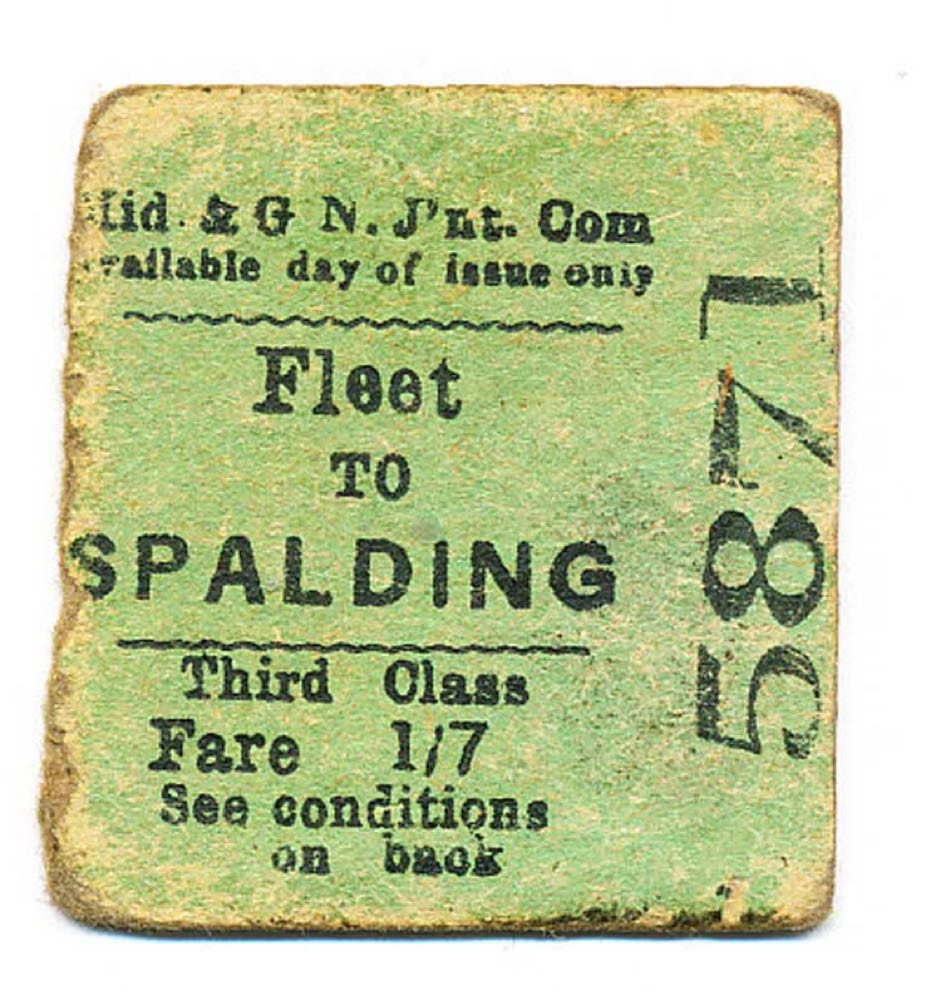 Mid. & G N. J'nt. Com
available day of issue only
Fleet
TO
SPALDING
Third Class
Fare 1/7
See conditions
on back
5871